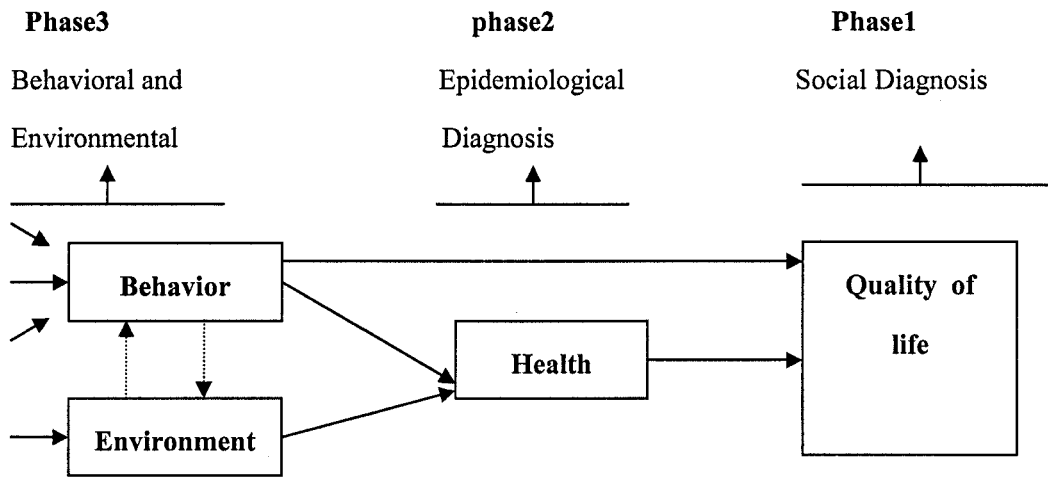 Phase3
Behavioral and
Environmental
phase2
Epidemiological
Diagnosis
Phase1
Social Diagnosis
Behavior
Environment
Health
Quality of
life